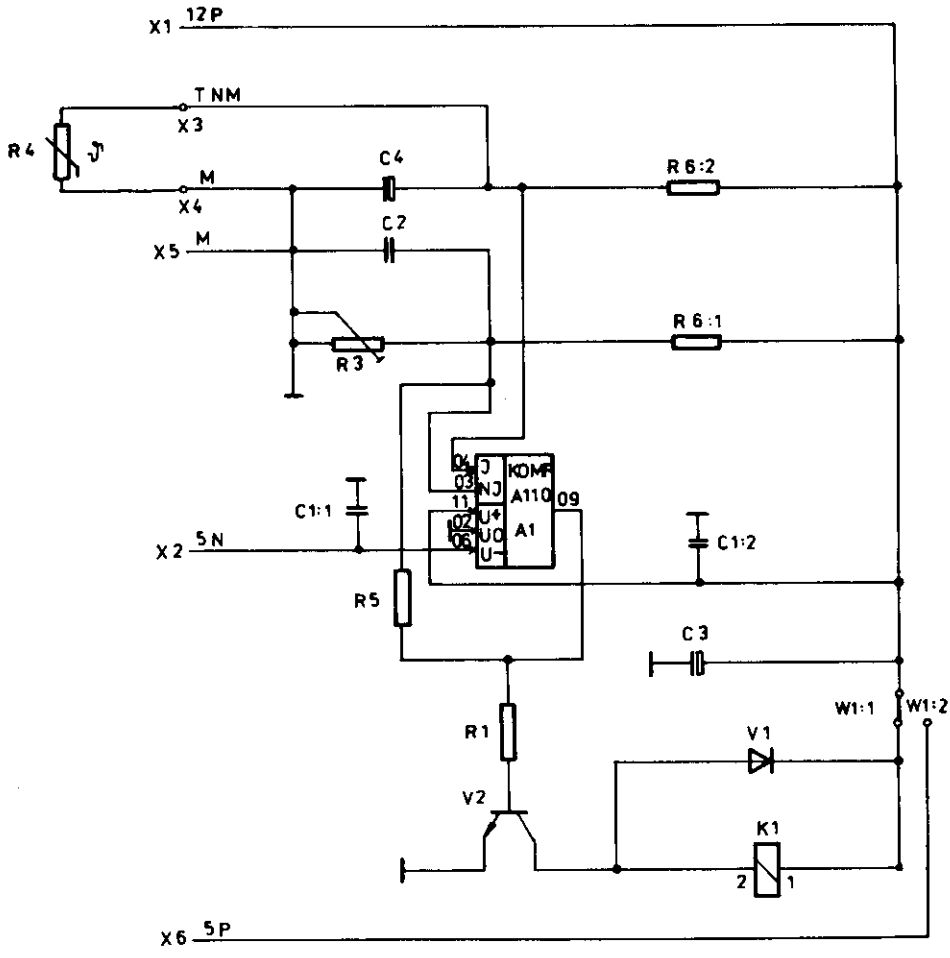 X1 12P
TNM
X3
R4 ϑ
C4
R6:2
M
X4
C2
X5 M
R6:1
R3
04 J KOMP
03 NJ A110 09
11 U+
02 U0 A1
06 U-
C1:1
C1:2
X2 5N
R5
C3
W1:1 W1:2
R1
V1
V2
K1
2 1
X6 5P